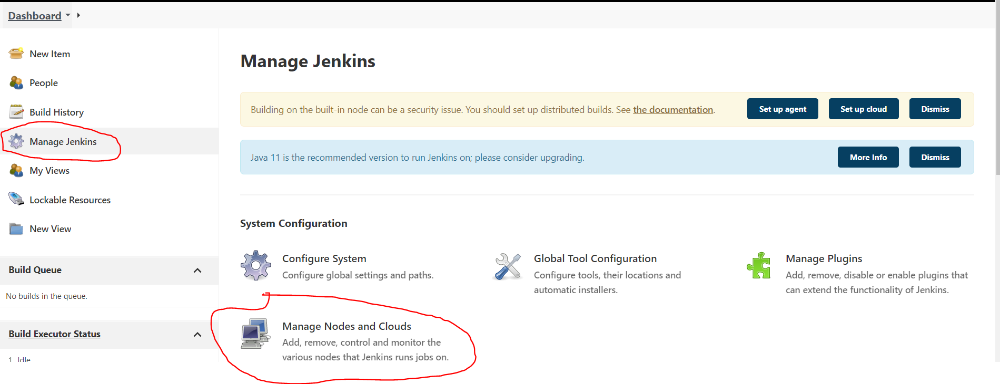 Dashboard
New Item
People
Build History
Manage Jenkins
My Views
Lockable Resources
New View
Build Queue
No builds in the queue.
Build Executor Status
1 Idle
Manage Jenkins
Building on the built-in node can be a security issue. You should set up distributed builds. See the documentation.
Set up agent
Set up cloud
Dismiss
Java 11 is the recommended version to run Jenkins on; please consider upgrading.
More Info
Dismiss
System Configuration
Configure System
Configure global settings and paths.
Global Tool Configuration
Configure tools, their locations and
automatic installers.
Manage Plugins
Add, remove, disable or enable plugins that
can extend the functionality of Jenkins.
Manage Nodes and Clouds
Add, remove, control and monitor the
various nodes that Jenkins runs jobs on.